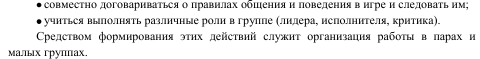 • совместно договариваться о правилах общения и поведения в игре и следовать им;
• учиться выполнять различные роли в группе (лидера, исполнителя, критика).
Средством формирования этих действий служит организация работы в парах и
малых группах.